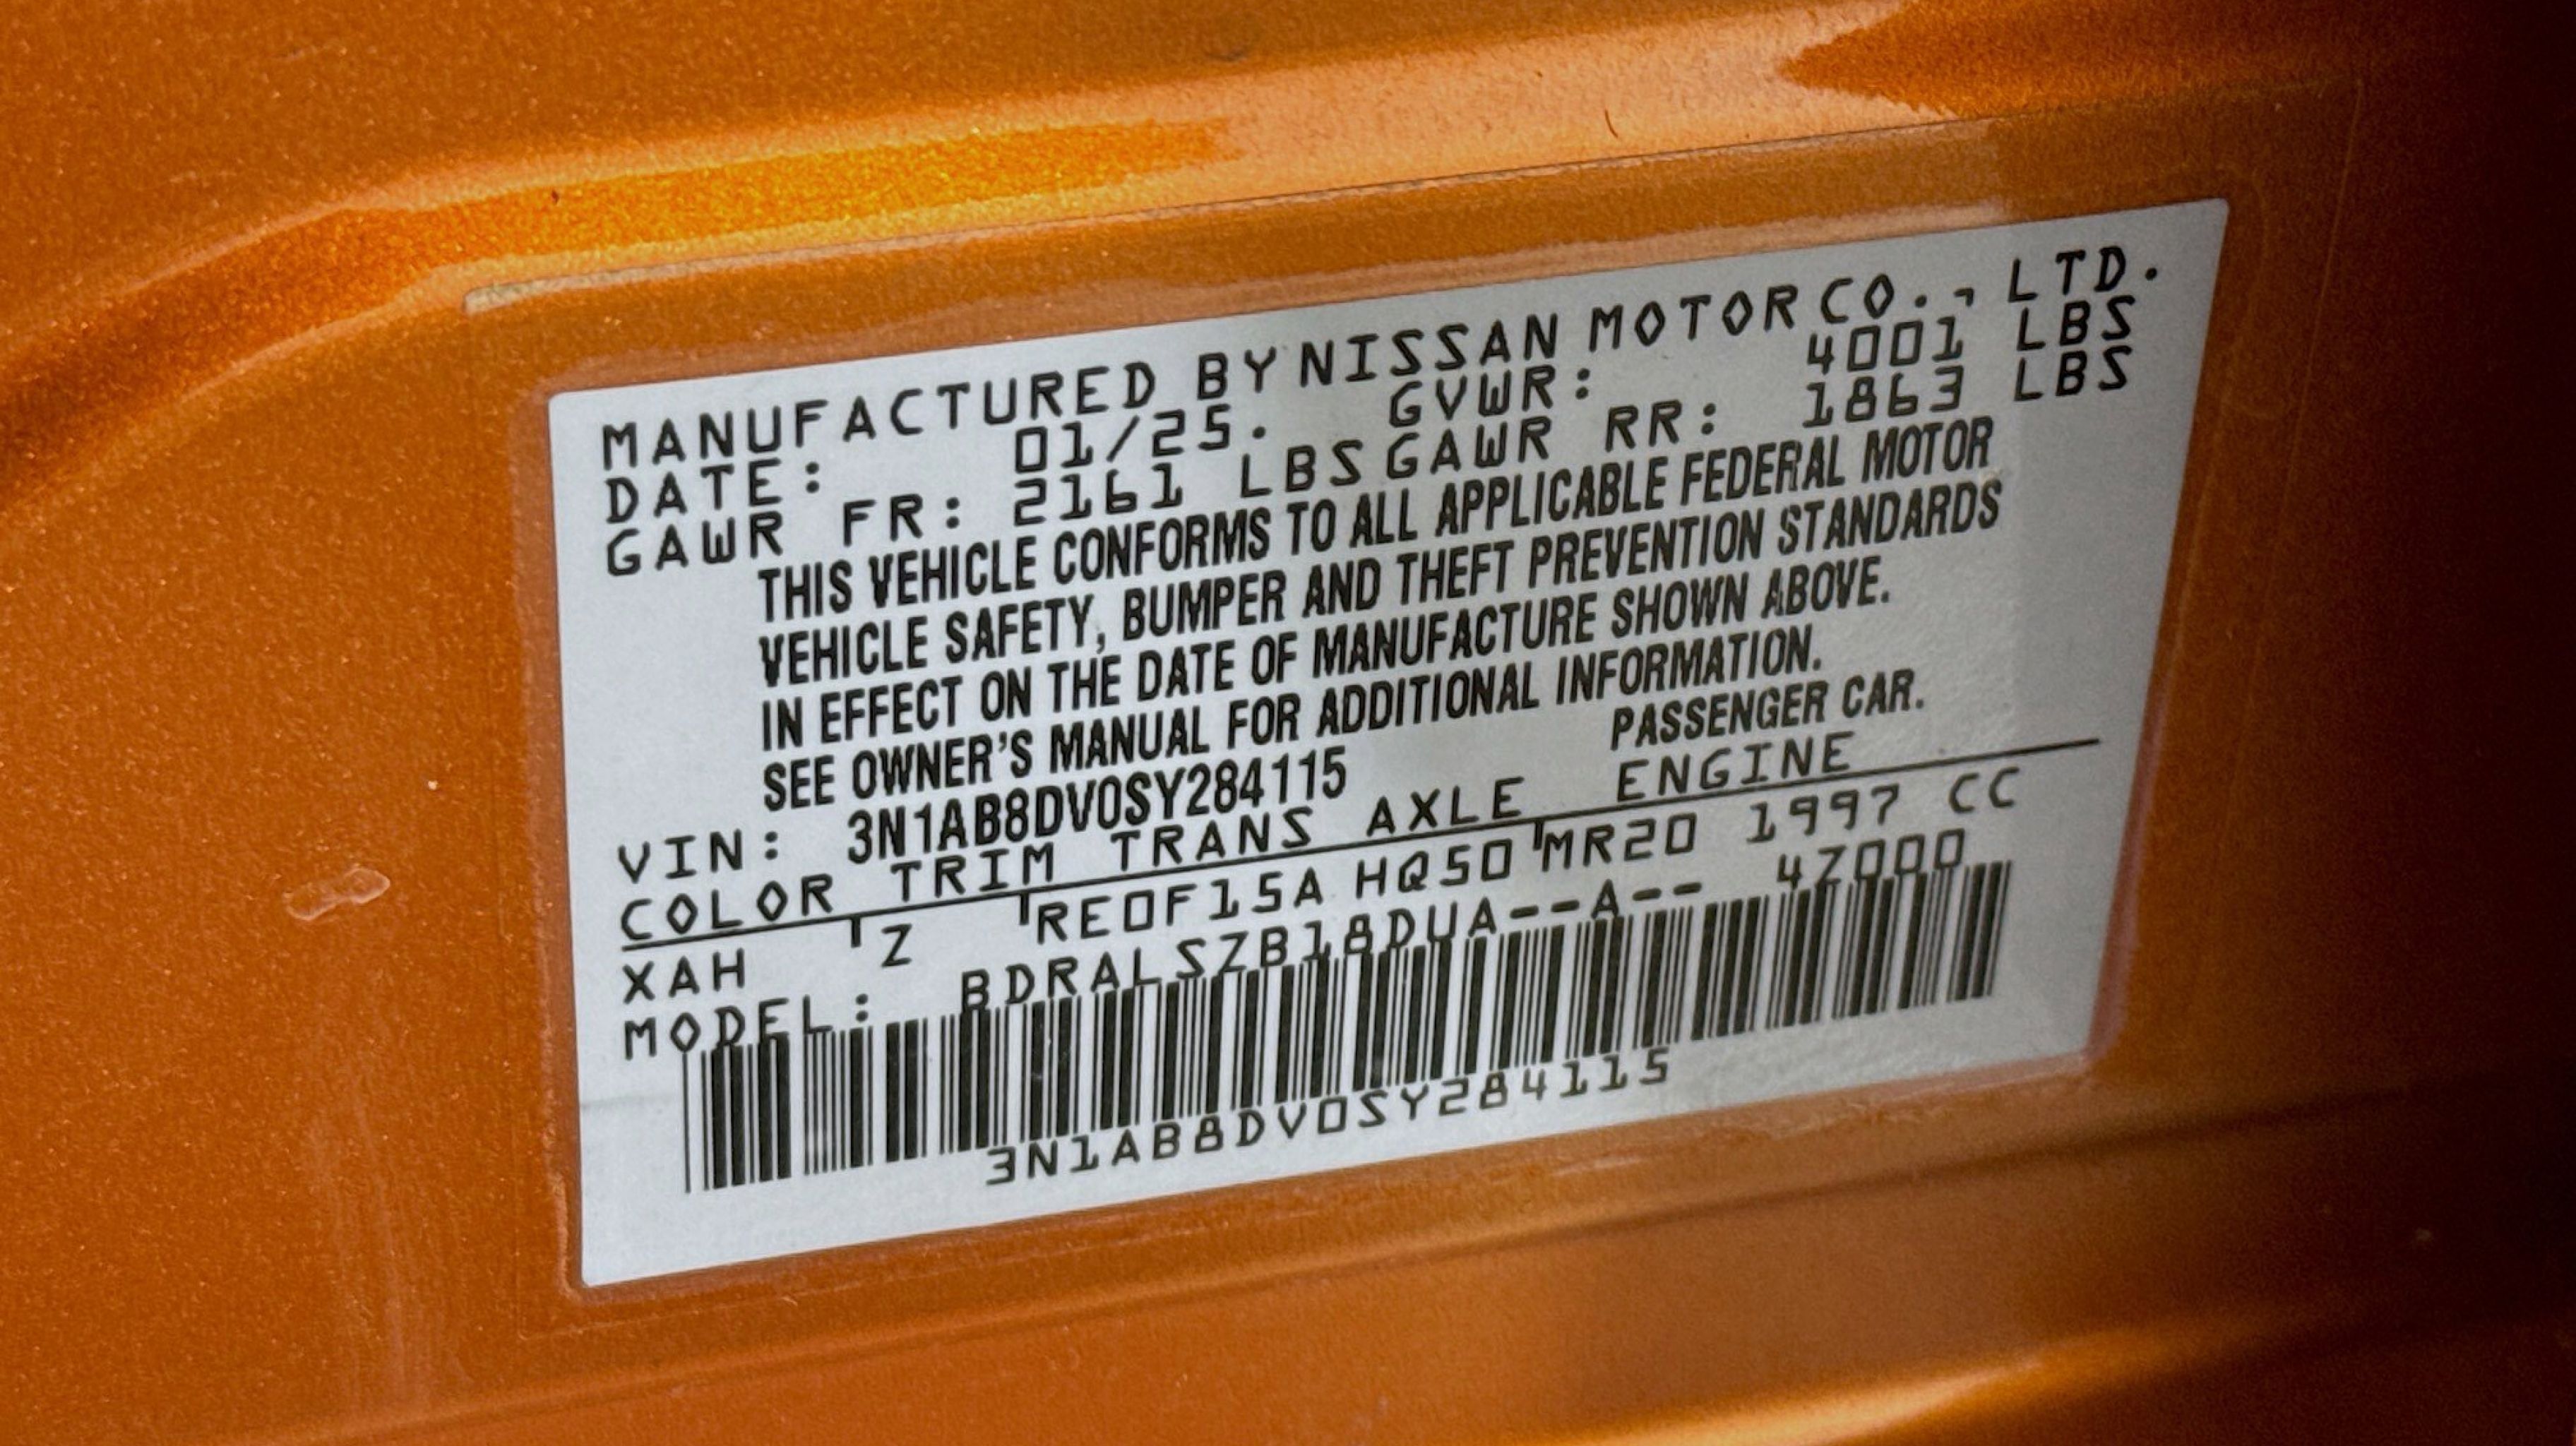 MANUFACTURED BY NISSAN MOTOR CO., LTD.
DATE: 01/25. GVWR: 4001 LBS
GAWR FR: 2161 LBS GAWR RR: 1863 LBS
THIS VEHICLE CONFORMS TO ALL APPLICABLE FEDERAL MOTOR
VEHICLE SAFETY, BUMPER AND THEFT PREVENTION STANDARDS
IN EFFECT ON THE DATE OF MANUFACTURE SHOWN ABOVE.
SEE OWNER'S MANUAL FOR ADDITIONAL INFORMATION.
PASSENGER CAR.
VIN: 3N1AB8DV0SY284115
COLOR TRIM TRANS AXLE ENGINE
XAH Z RE0F15A HQ50 MR20 1997 CC
MODEL: BDRALSZB18DUA--A-- 4Z000
3N1AB8DV0SY284115